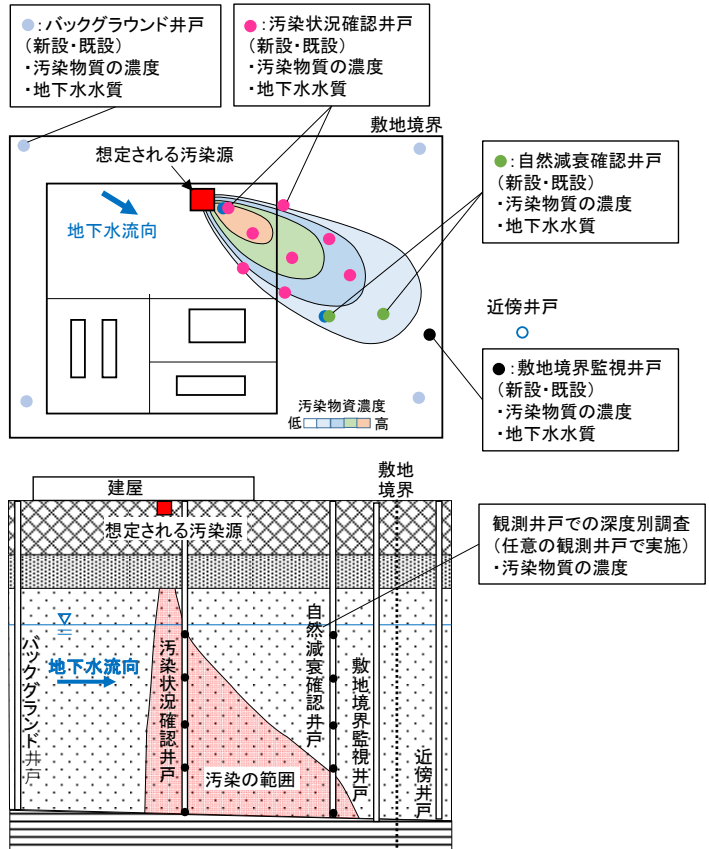 ●：バックグラウンド井戸
（新設・既設）
・汚染物質の濃度
・地下水水質
●：汚染状況確認井戸
（新設・既設）
・汚染物質の濃度
・地下水水質
敷地境界
想定される汚染源
地下水流向
●：自然減衰確認井戸
（新設・既設）
・汚染物質の濃度
・地下水水質
近傍井戸
●：敷地境界監視井戸
（新設・既設）
・汚染物質の濃度
・地下水水質
汚染物資濃度
低 高
建屋
敷地
境界
想定される汚染源
観測井戸での深度別調査
（任意の観測井戸で実施）
・汚染物質の濃度
バックグランド井戸
地下水流向
汚染状況確認井戸
自然減衰確認井戸
敷地境界監視井戸
近傍井戸
汚染の範囲